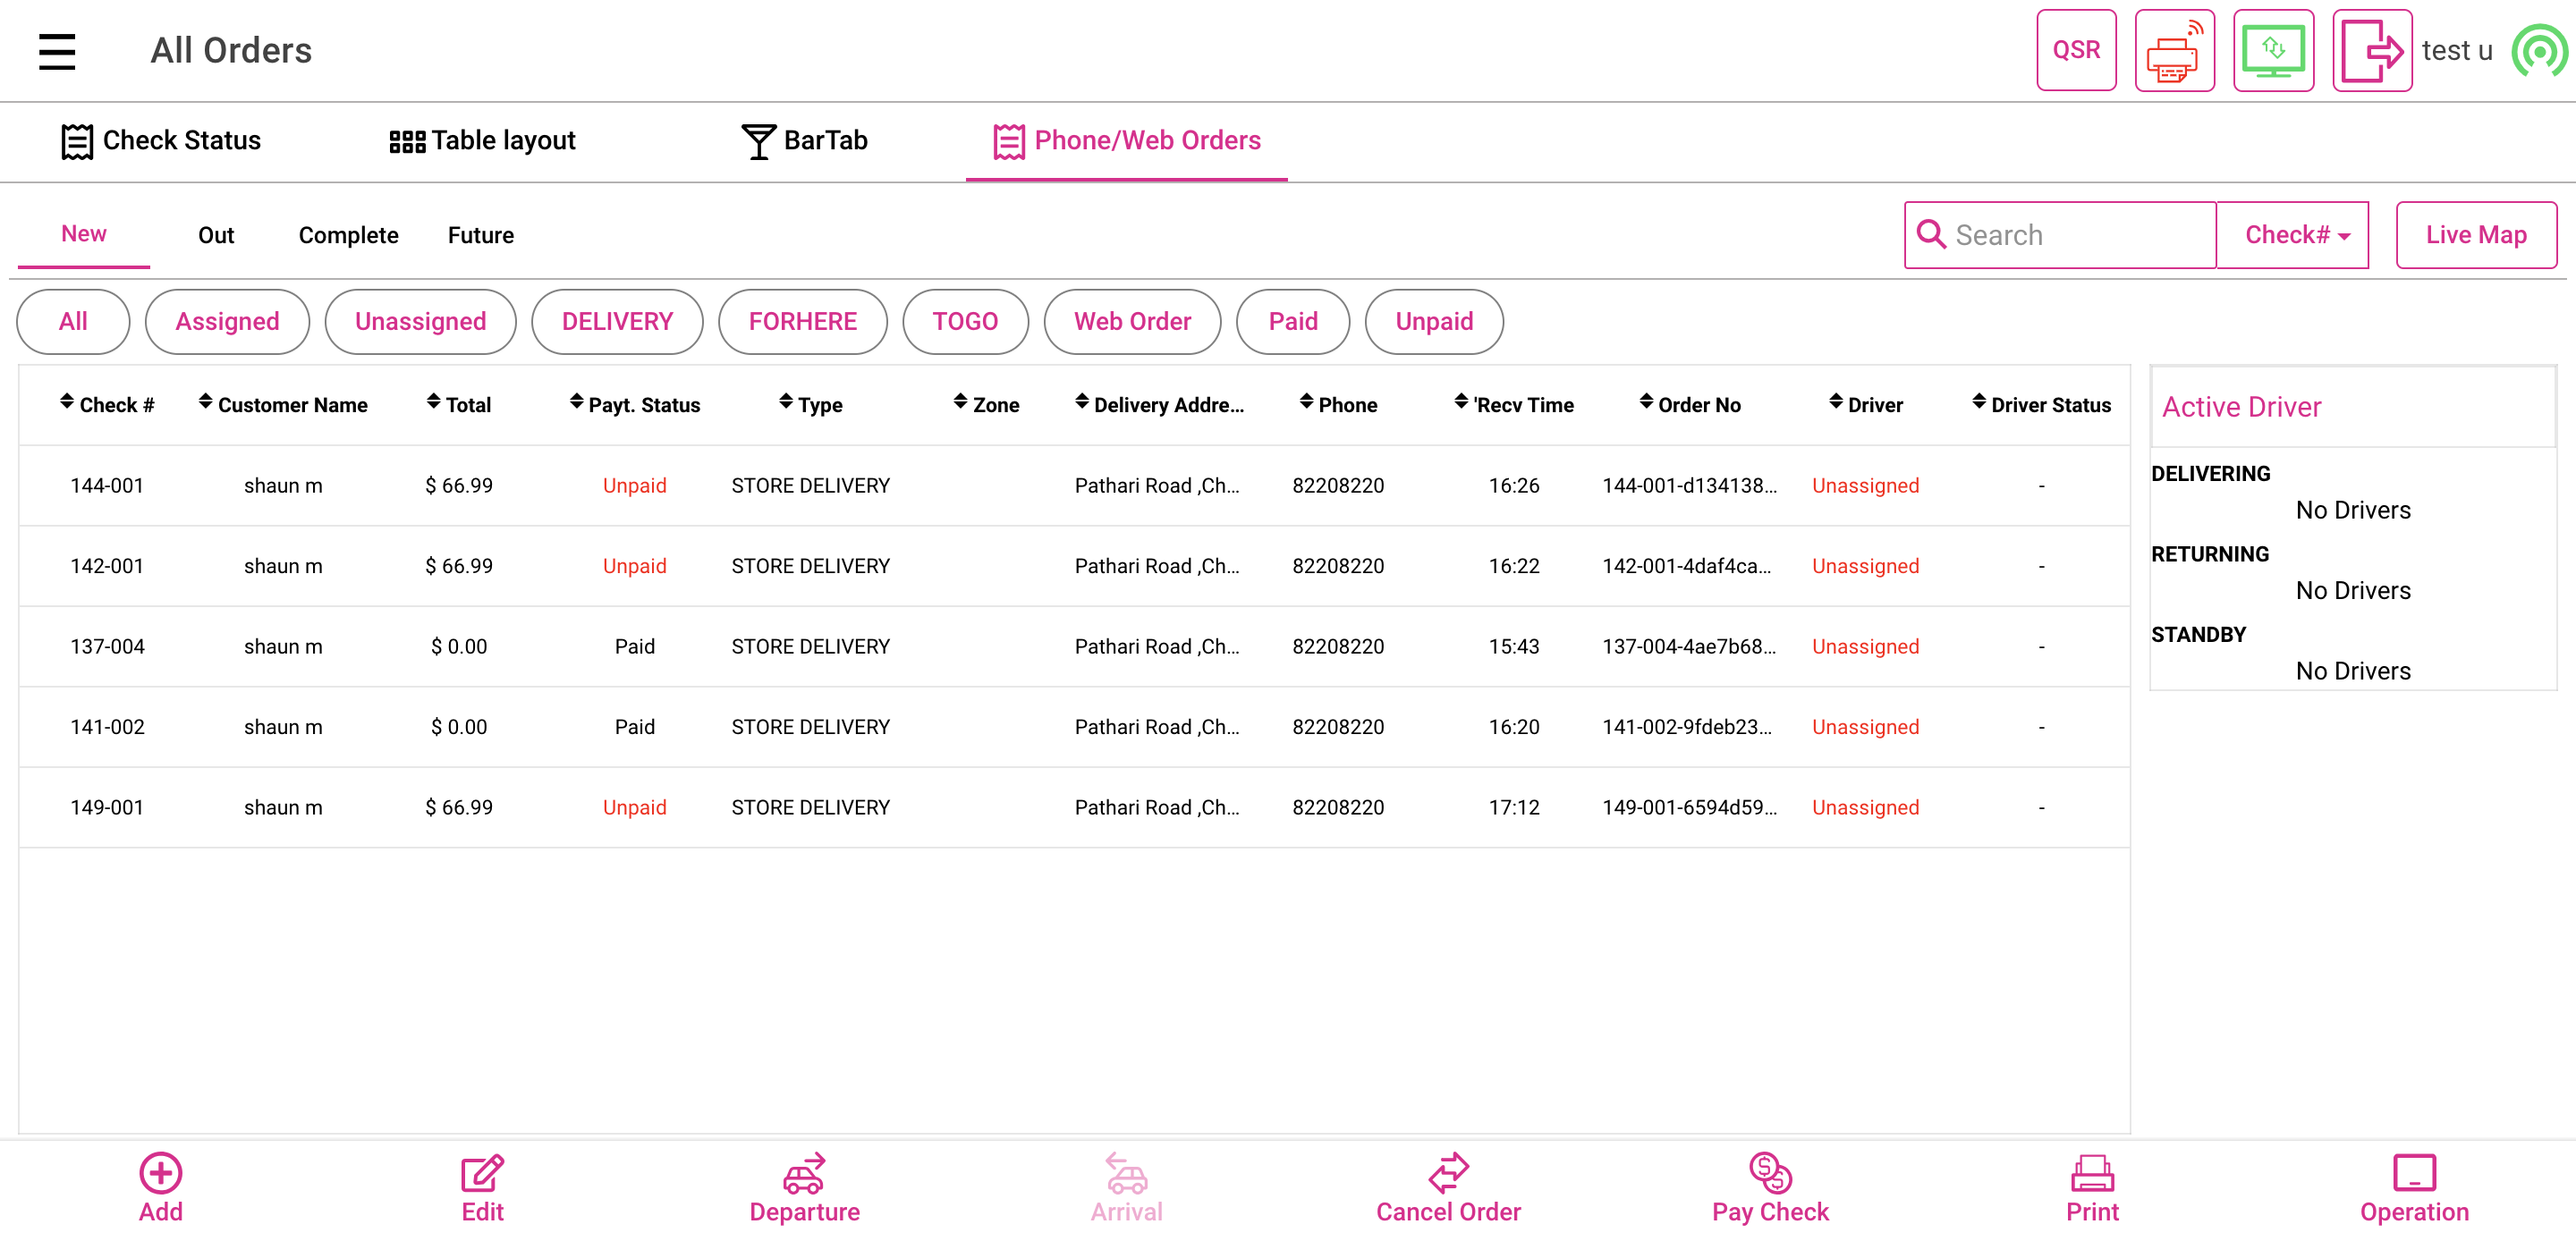 All Orders
QSR
test u
Check Status
Table layout
BarTab
Phone/Web Orders
New
Out
Complete
Future
Search
Check#
Live Map
All
Assigned
Unassigned
DELIVERY
FORHERE
TOGO
Web Order
Paid
Unpaid
Check # Customer Name Total Payt. Status Type Zone Delivery Addre... Phone 'Recv Time Order No Driver Driver Status
144-001 shaun m $ 66.99 Unpaid STORE DELIVERY Pathari Road ,Ch... 82208220 16:26 144-001-d134138... Unassigned -
142-001 shaun m $ 66.99 Unpaid STORE DELIVERY Pathari Road ,Ch... 82208220 16:22 142-001-4daf4ca... Unassigned -
137-004 shaun m $ 0.00 Paid STORE DELIVERY Pathari Road ,Ch... 82208220 15:43 137-004-4ae7b68... Unassigned -
141-002 shaun m $ 0.00 Paid STORE DELIVERY Pathari Road ,Ch... 82208220 16:20 141-002-9fdeb23... Unassigned -
149-001 shaun m $ 66.99 Unpaid STORE DELIVERY Pathari Road ,Ch... 82208220 17:12 149-001-6594d59... Unassigned -
Active Driver
DELIVERING
No Drivers
RETURNING
No Drivers
STANDBY
No Drivers
Add
Edit
Departure
Arrival
Cancel Order
Pay Check
Print
Operation